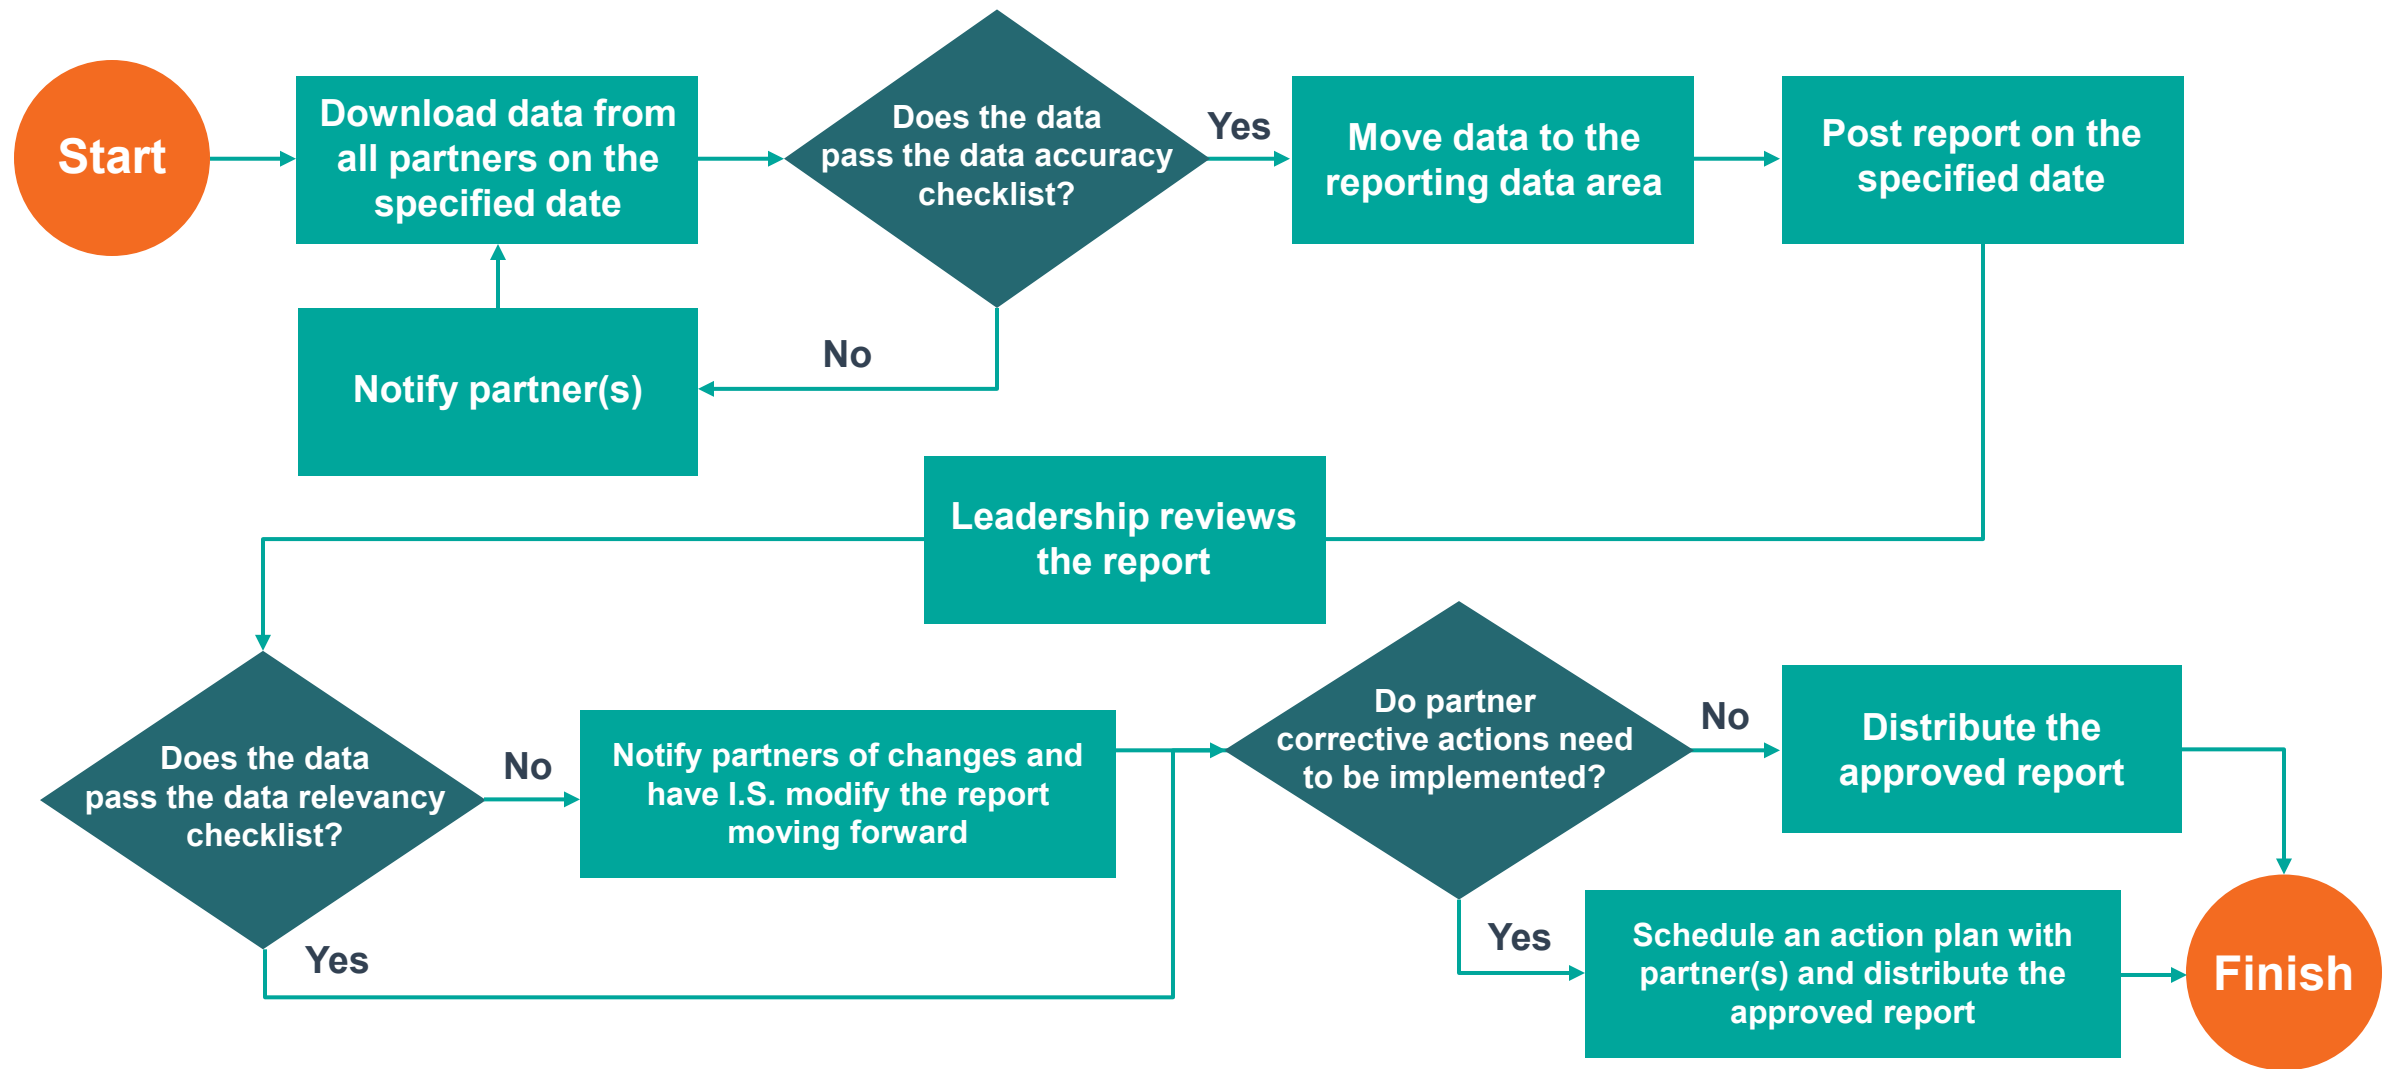 Start
Download data from
all partners on the
specified date
Does the data
pass the data accuracy
checklist?
Yes
Move data to the
reporting data area
Post report on the
specified date
No
Notify partner(s)
Leadership reviews
the report
Does the data
pass the data relevancy
checklist?
No
Notify partners of changes and
have I.S. modify the report
moving forward
Yes
Do partner
corrective actions need
to be implemented?
No
Distribute the
approved report
Yes
Schedule an action plan with
partner(s) and distribute the
approved report
Finish